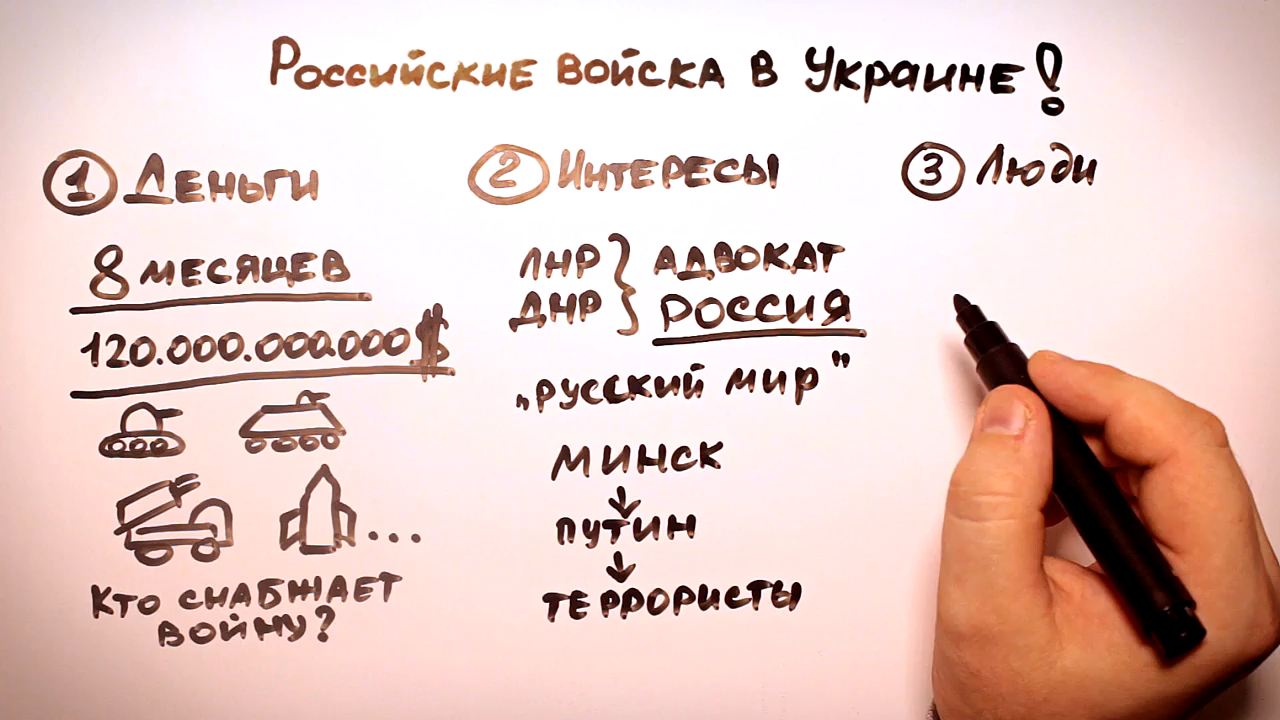 Российские войска в Украине!
1 Деньги
8 месяцев
120.000.000.000$
...
Кто снабжает
войну?
2 Интересы
ЛНР } адвокат
ДНР } Россия
„русский мир"
Минск
↓
Путин
↓
террористы
3 Люди